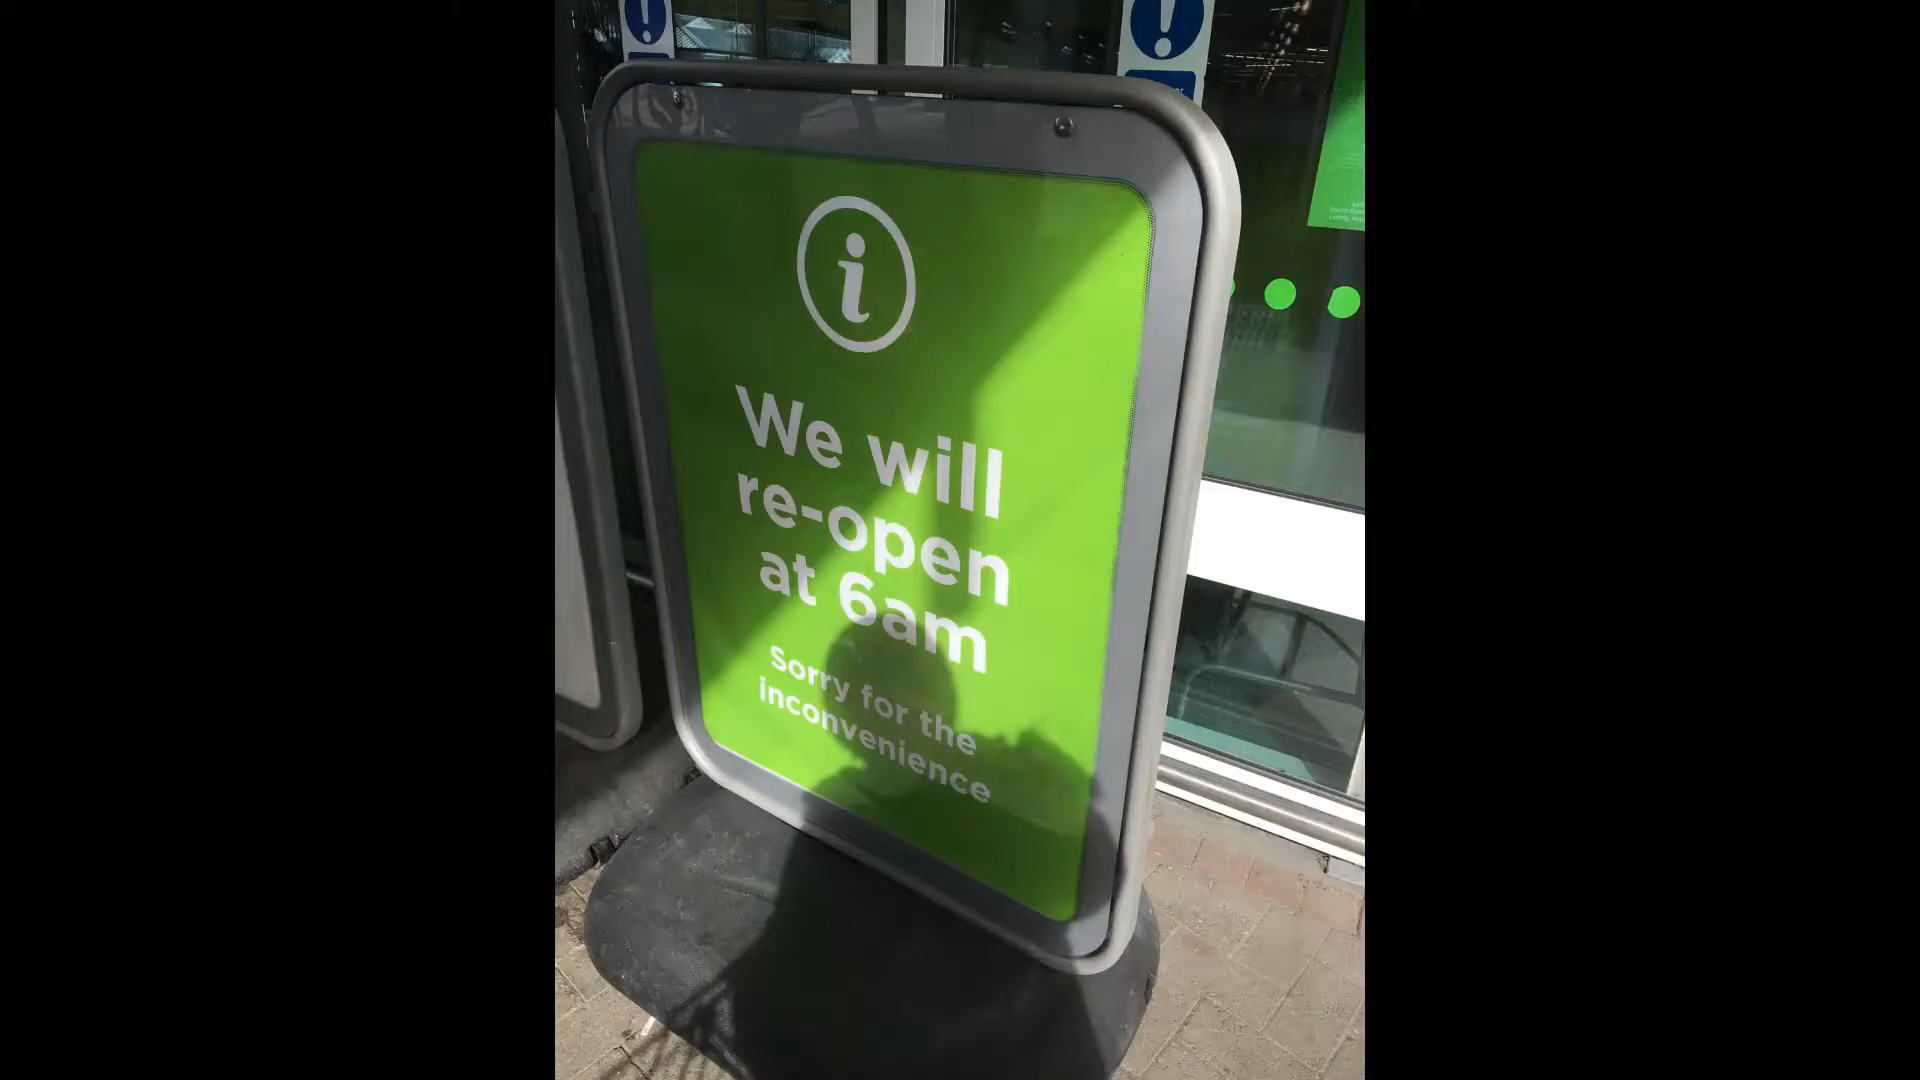 i
We will
re-open
at 6am
Sorry for the
inconvenience